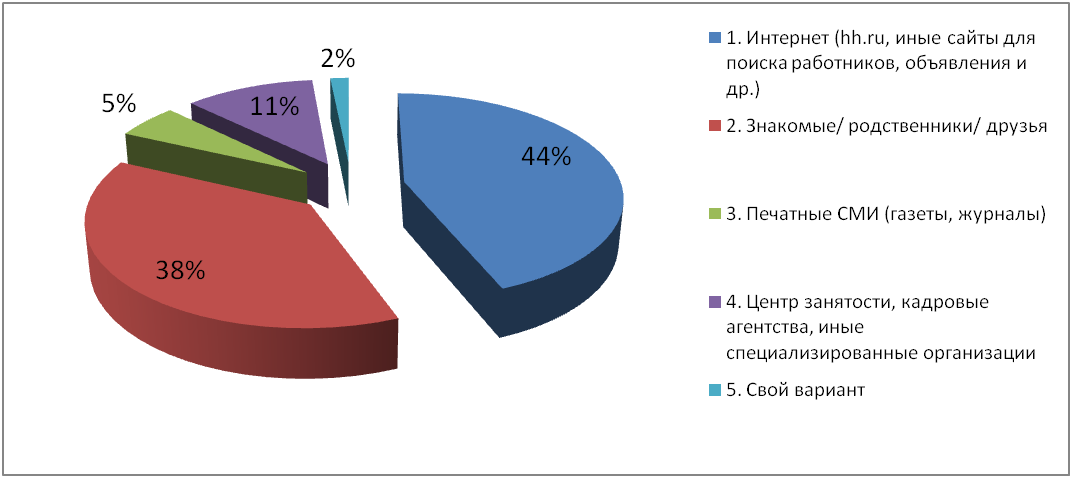 2%
5%
11%
44%
38%
1. Интернет (hh.ru, иные сайты для
поиска работников, объявления и
др.)
2. Знакомые/ родственники/ друзья
3. Печатные СМИ (газеты, журналы)
4. Центр занятости, кадровые
агентства, иные
специализированные организации
5. Свой вариант